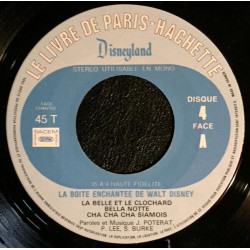 LE LIVRE DE PARIS-HACHETTE
Disneyland
STEREO UTILISABLE EN MONO
DISQUE
4
FACE
A
45 T
SACEM
A HAUTE FIDELITE
LA BOITE ENCHANTEE DE WALT DISNEY
LA BELLE ET LE CLOCHARD
BELLA NOTTE
CHA CHA CHA SIAMOIS
Paroles et Musique : J. POTERAT,
P. LEE, S. BURKE